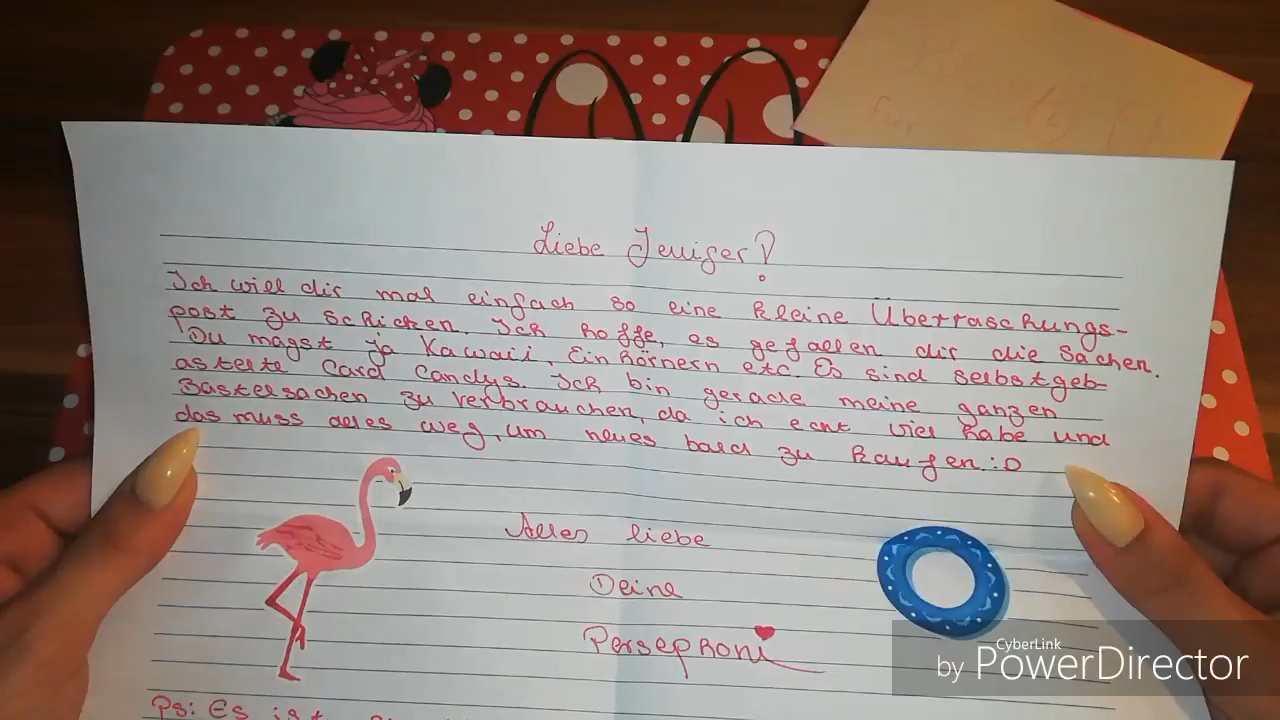 Für
Liebe Jenifer!
Ich will dir mal einfach so eine kleine Überraschungs-
post zu schicken. Ich hoffe, es gefallen dir die Sachen.
Du magst ja Kawaii, Einhörnern etc. Es sind selbstgeb-
astelte Card Candys. Ich bin gerade meine ganzen
Bastelsachen zu verbrauchen, da ich echt viel habe und
das muss alles weg, um neues bald zu kaufen :D
Alles liebe
Deine
Persephoni
Ps: Es ist
CyberLink
by PowerDirector